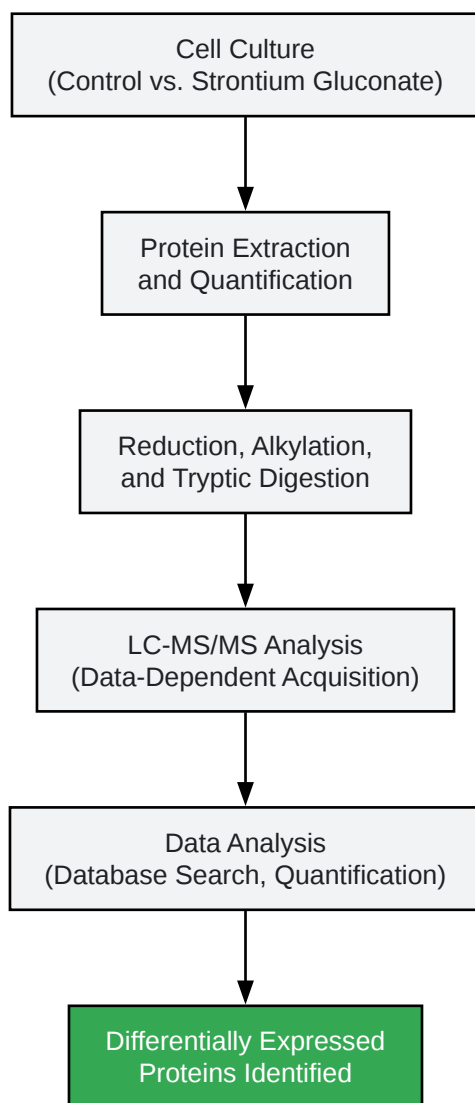 Cell Culture
(Control vs. Strontium Gluconate)
Protein Extraction
and Quantification
Reduction, Alkylation,
and Tryptic Digestion
LC-MS/MS Analysis
(Data-Dependent Acquisition)
Data Analysis
(Database Search, Quantification)
Differentially Expressed
Proteins Identified